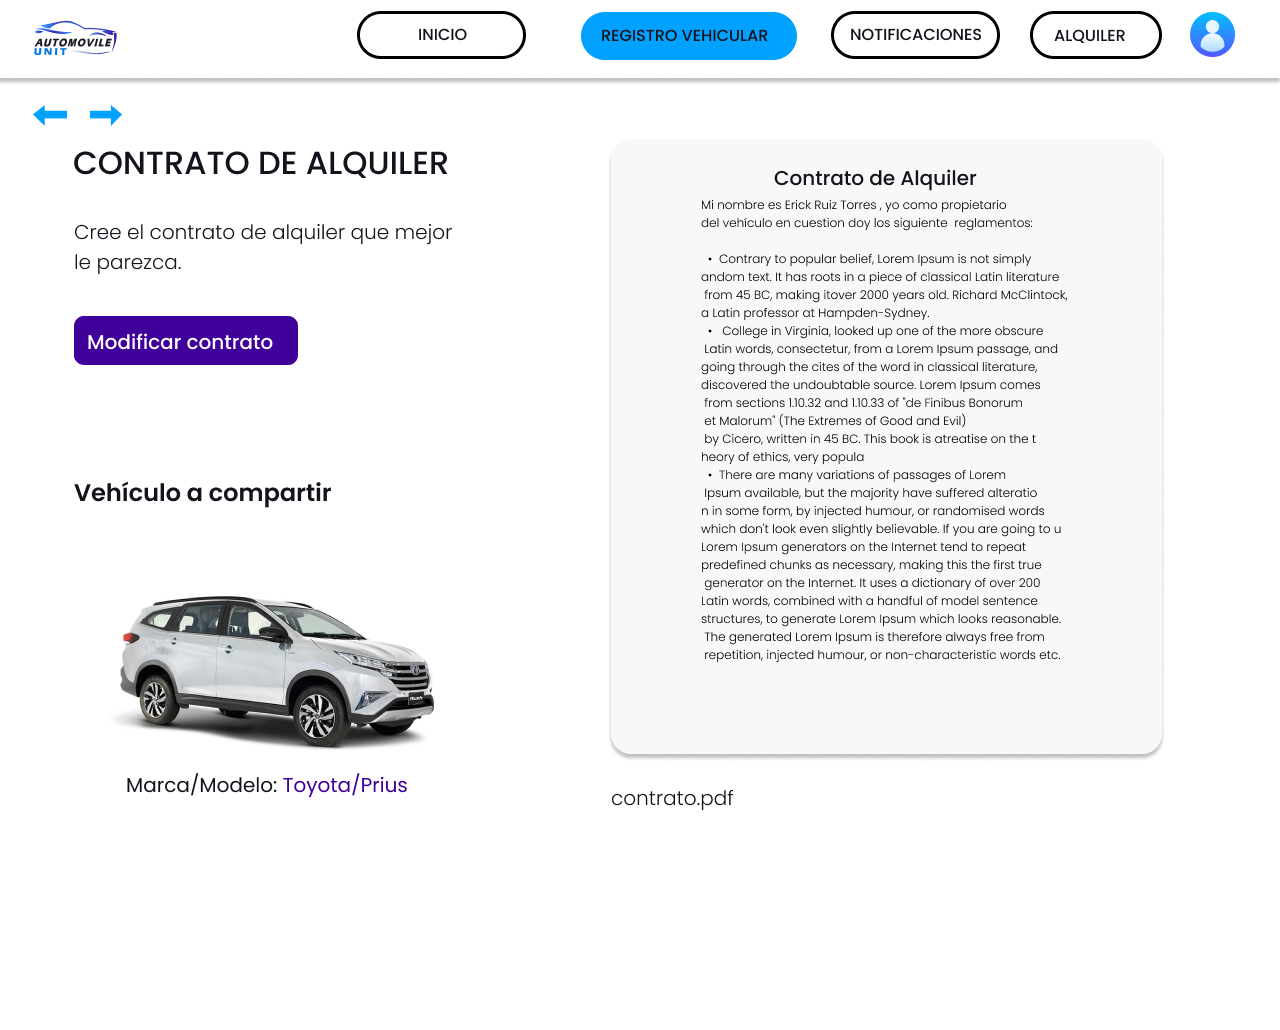 AUTOMOVILE
UNIT
INICIO
REGISTRO VEHICULAR
NOTIFICACIONES
ALQUILER
CONTRATO DE ALQUILER
Cree el contrato de alquiler que mejor
le parezca.
Modificar contrato
Vehículo a compartir
Marca/Modelo: Toyota/Prius
Contrato de Alquiler
Mi nombre es Erick Ruiz Torres , yo como propietario
del vehículo en cuestion doy los siguiente  reglamentos:
• Contrary to popular belief, Lorem Ipsum is not simply
andom text. It has roots in a piece of classical Latin literature
from 45 BC, making itover 2000 years old. Richard McClintock,
a Latin professor at Hampden-Sydney.
• College in Virginia, looked up one of the more obscure
Latin words, consectetur, from a Lorem Ipsum passage, and
going through the cites of the word in classical literature,
discovered the undoubtable source. Lorem Ipsum comes
from sections 1.10.32 and 1.10.33 of "de Finibus Bonorum
et Malorum" (The Extremes of Good and Evil)
by Cicero, written in 45 BC. This book is atreatise on the t
heory of ethics, very popula
• There are many variations of passages of Lorem
Ipsum available, but the majority have suffered alteratio
n in some form, by injected humour, or randomised words
which don't look even slightly believable. If you are going to u
Lorem Ipsum generators on the Internet tend to repeat
predefined chunks as necessary, making this the first true
generator on the Internet. It uses a dictionary of over 200
Latin words, combined with a handful of model sentence
structures, to generate Lorem Ipsum which looks reasonable.
The generated Lorem Ipsum is therefore always free from
repetition, injected humour, or non-characteristic words etc.
contrato.pdf